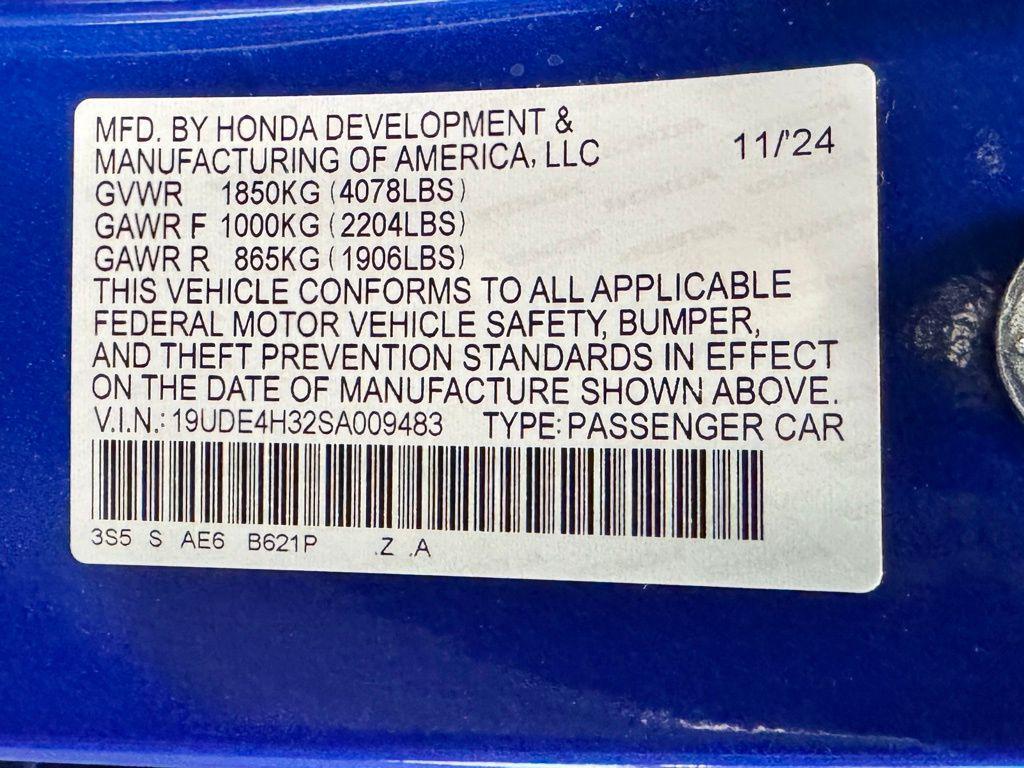 MFD. BY HONDA DEVELOPMENT &
MANUFACTURING OF AMERICA, LLC 11/'24
GVWR 1850KG (4078LBS)
GAWR F 1000KG (2204LBS)
GAWR R 865KG (1906LBS)
THIS VEHICLE CONFORMS TO ALL APPLICABLE
FEDERAL MOTOR VEHICLE SAFETY, BUMPER,
AND THEFT PREVENTION STANDARDS IN EFFECT
ON THE DATE OF MANUFACTURE SHOWN ABOVE.
V.I.N.: 19UDE4H32SA009483 TYPE: PASSENGER CAR
3S5 S AE6 B621P .Z .A